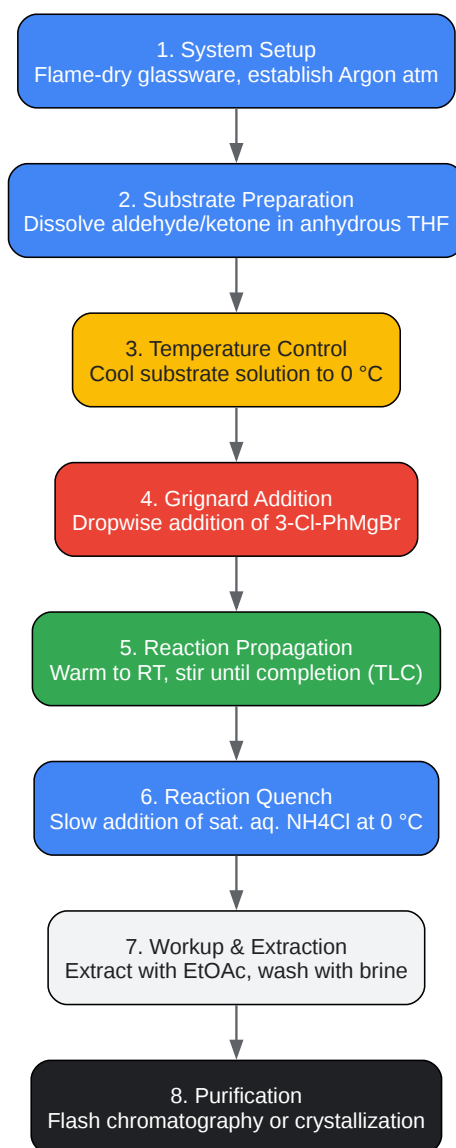 1. System Setup
Flame-dry glassware, establish Argon atm
2. Substrate Preparation
Dissolve aldehyde/ketone in anhydrous THF
3. Temperature Control
Cool substrate solution to 0 °C
4. Grignard Addition
Dropwise addition of 3-Cl-PhMgBr
5. Reaction Propagation
Warm to RT, stir until completion (TLC)
6. Reaction Quench
Slow addition of sat. aq. NH4Cl at 0 °C
7. Workup & Extraction
Extract with EtOAc, wash with brine
8. Purification
Flash chromatography or crystallization